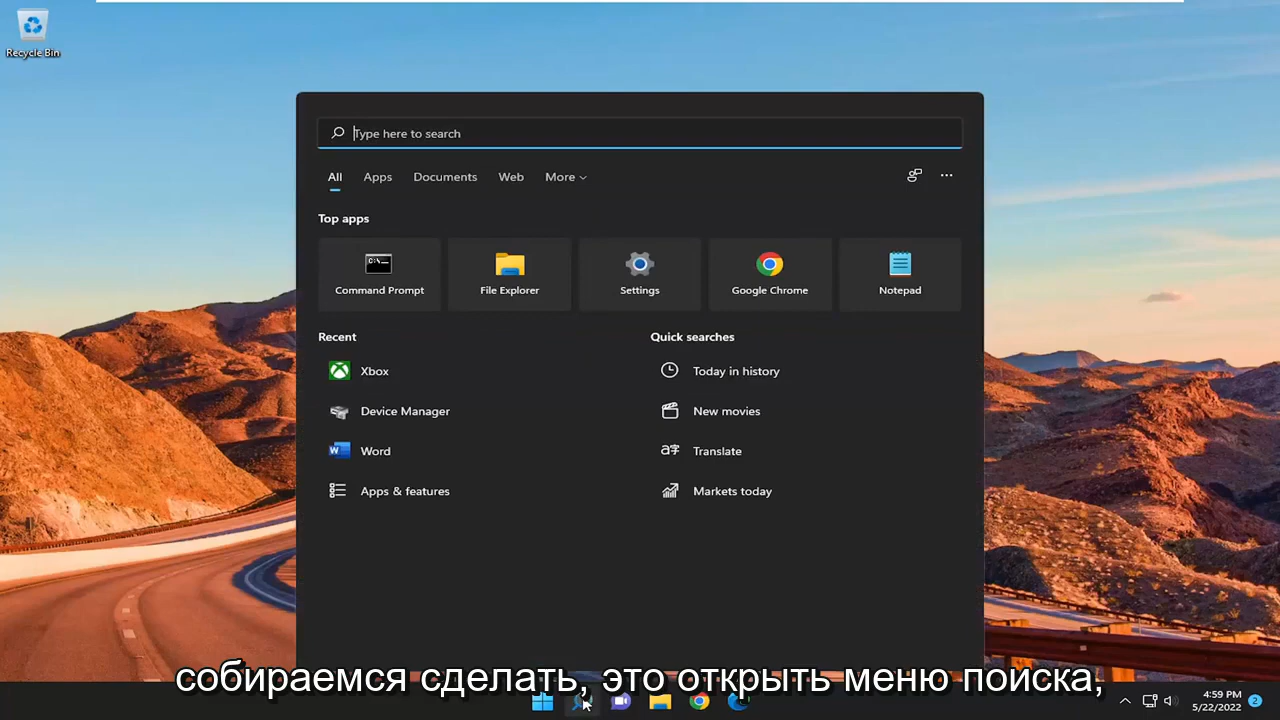 Recycle Bin
Type here to search
All Apps Documents Web More
Top apps
Command Prompt File Explorer Settings Google Chrome Notepad
Recent Quick searches
Xbox Today in history
Device Manager New movies
Word Translate
Apps & features Markets today
собираемся сделать, это открыть меню поиска,
4:59 PM
5/22/2022 2